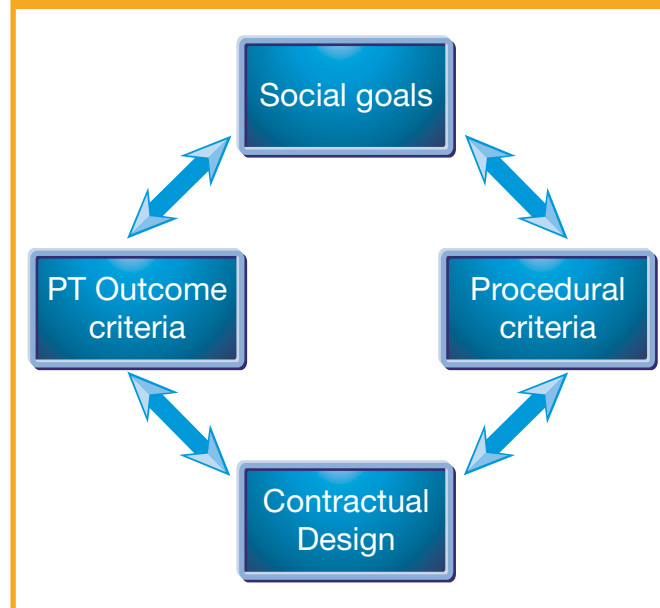 Social goals
PT Outcome
criteria
Procedural
criteria
Contractual
Design